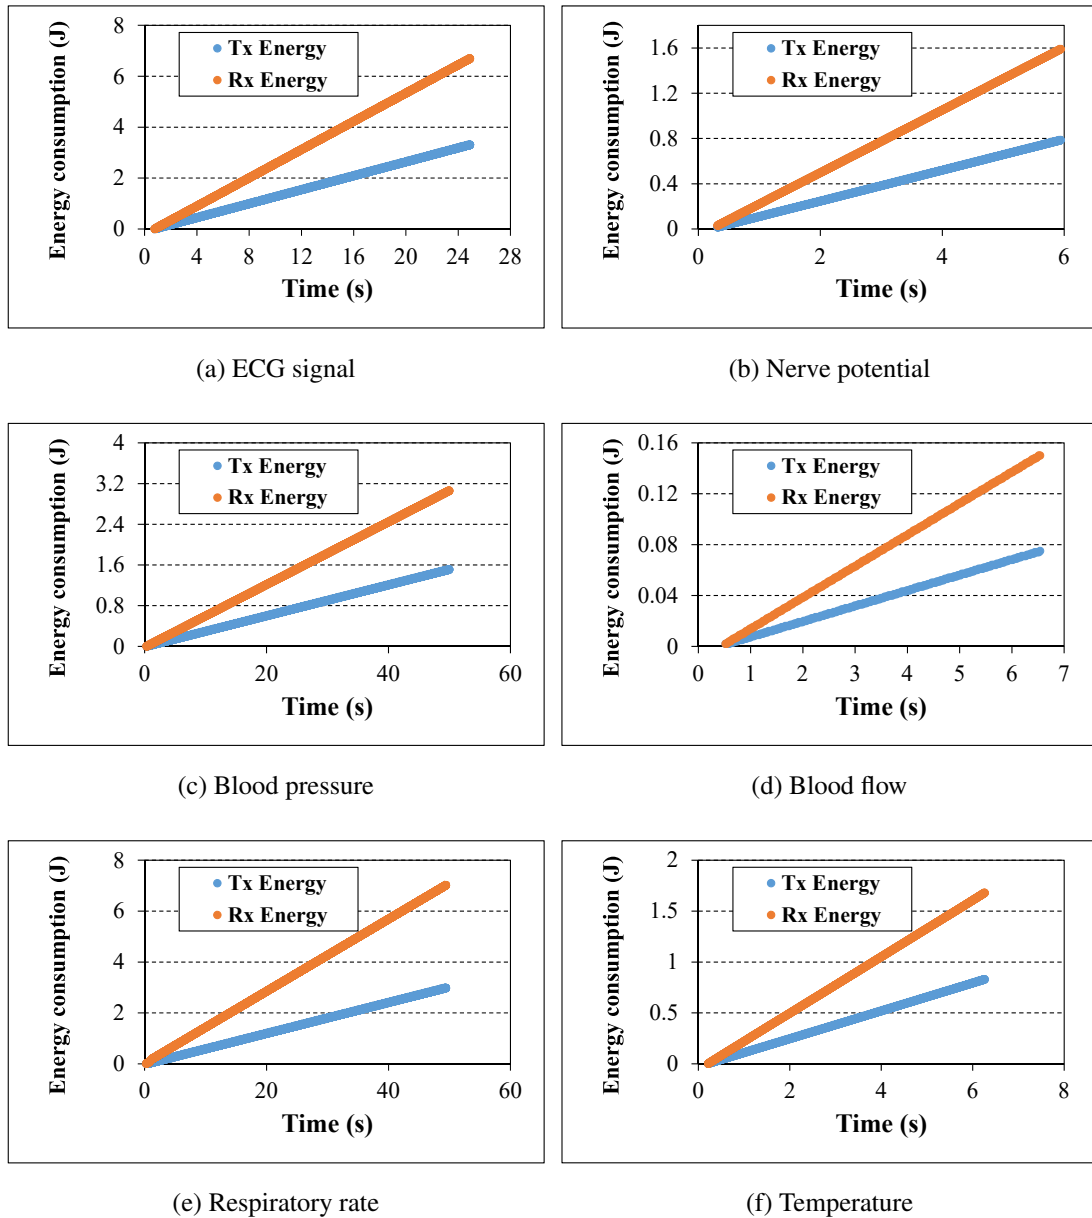 Energy consumption (J)
8
6
4
2
0
Tx Energy
Rx Energy
0 4 8 12 16 20 24 28
Time (s)
(a) ECG signal
Energy consumption (J)
1.6
1.2
0.8
0.4
0
Tx Energy
Rx Energy
0 2 4 6
Time (s)
(b) Nerve potential
Energy consumption (J)
4
3.2
2.4
1.6
0.8
0
Tx Energy
Rx Energy
0 20 40 60
Time (s)
(c) Blood pressure
Energy consumption (J)
0.16
0.12
0.08
0.04
0
Tx Energy
Rx Energy
0 1 2 3 4 5 6 7
Time (s)
(d) Blood flow
Energy consumption (J)
8
6
4
2
0
Tx Energy
Rx Energy
0 20 40 60
Time (s)
(e) Respiratory rate
Energy consumption (J)
2
1.5
1
0.5
0
Tx Energy
Rx Energy
0 2 4 6 8
Time (s)
(f) Temperature